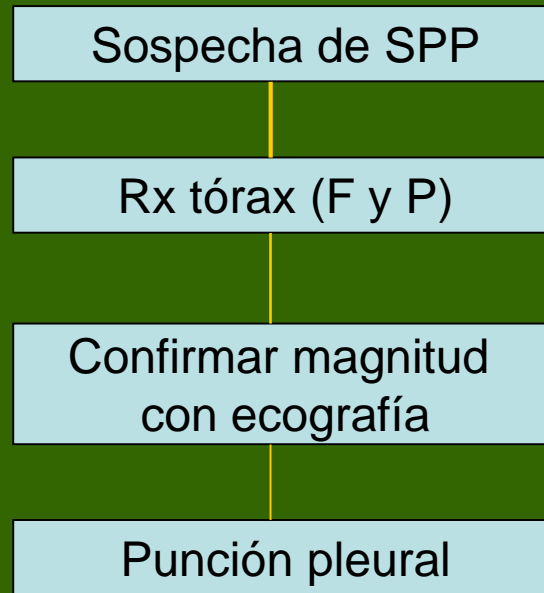 Sospecha de SPP
Rx tórax (F y P)
Confirmar magnitud
con ecografía
Punción pleural